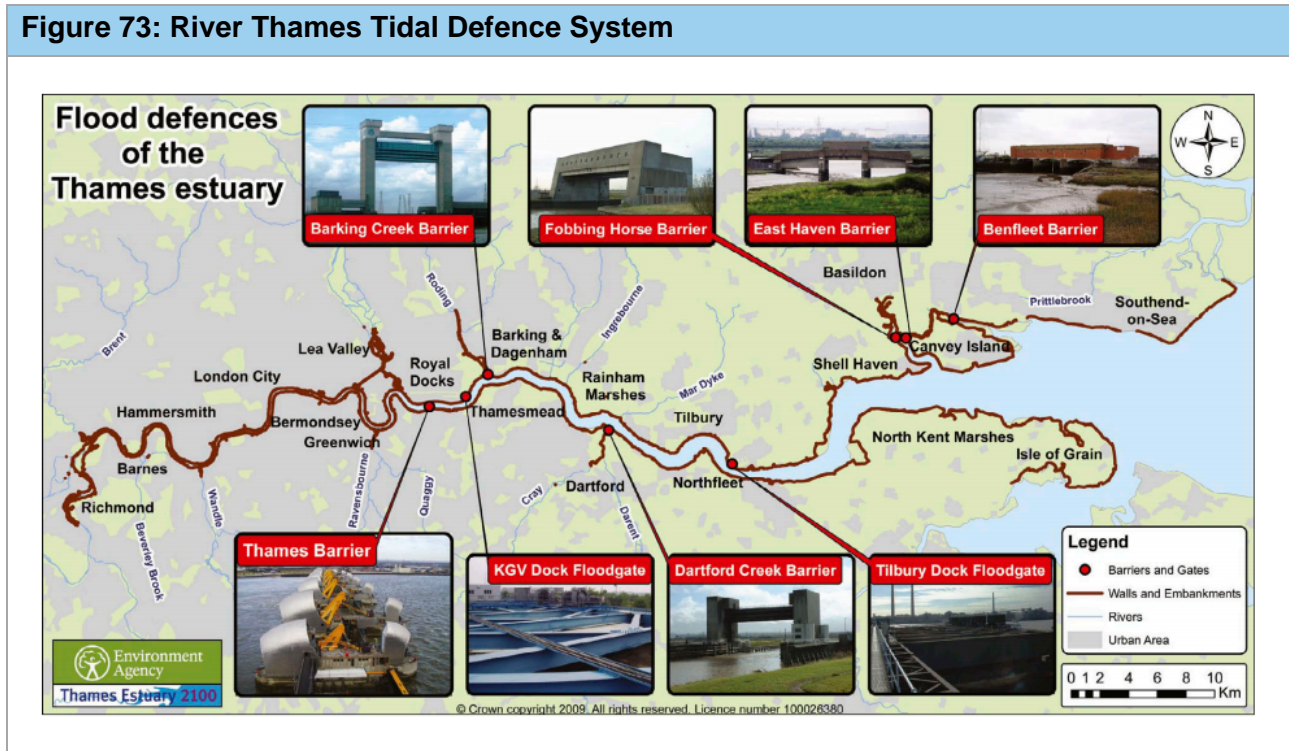 Figure 73: River Thames Tidal Defence System
Flood defences
of the
Thames estuary
Barking Creek Barrier
Fobbing Horse Barrier
East Haven Barrier
Benfleet Barrier
N
W
E
S
Basildon
Prittlebrook
Southend-
on-Sea
Canvey Island
Shell Haven
Roding
Ingrebourne
Barking &
Dagenham
Brent
Lea Valley
Royal
Docks
Rainham
Marshes
Mar Dyke
London City
Hammersmith
Bermondsey
Greenwich
Thamesmead
Tilbury
North Kent Marshes
Isle of Grain
Barnes
Richmond
Wandle
Beverley Brook
Ravensbourne
Quaggy
Cray
Dartford
Darent
Northfleet
Thames Barrier
KGV Dock Floodgate
Dartford Creek Barrier
Tilbury Dock Floodgate
Legend
Barriers and Gates
Walls and Embankments
Rivers
Urban Area
0 1 2 4 6 8 10
Km
Environment
Agency
Thames Estuary 2100
© Crown copyright 2009. All rights reserved. Licence number 100026380